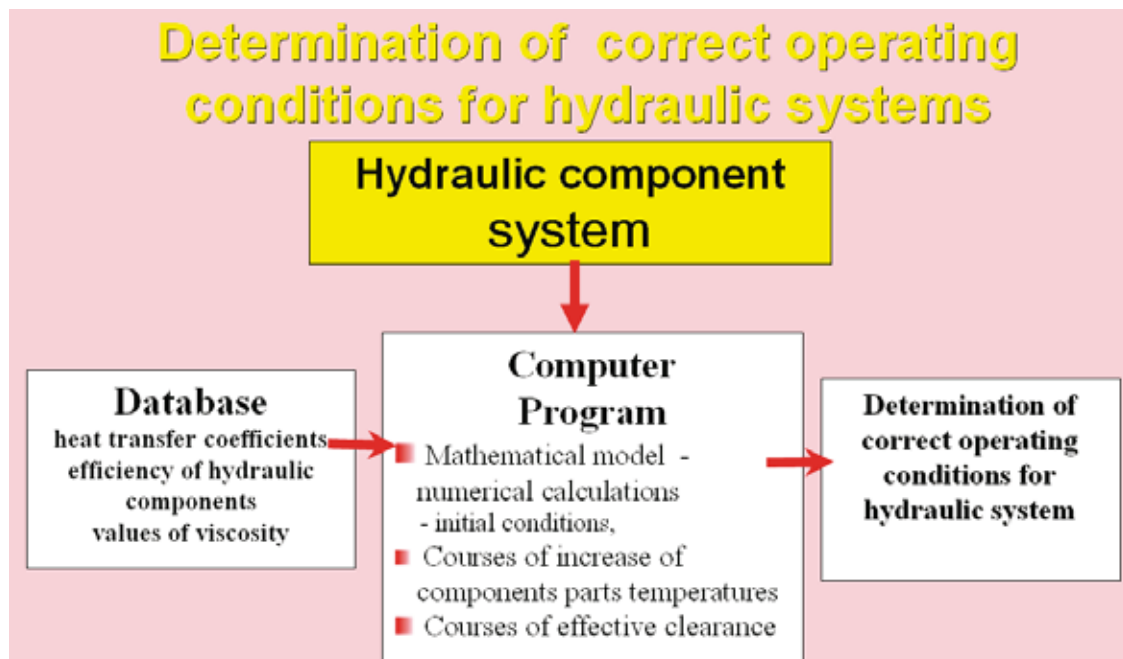 Determination of correct operating
conditions for hydraulic systems
Hydraulic component
system
Database
heat transfer coefficients
efficiency of hydraulic
components
values of viscosity
Computer
Program
Mathematical model -
numerical calculations
- initial conditions,
Courses of increase of
components parts temperatures
Courses of effective clearance
Determination of
correct operating
conditions for
hydraulic system